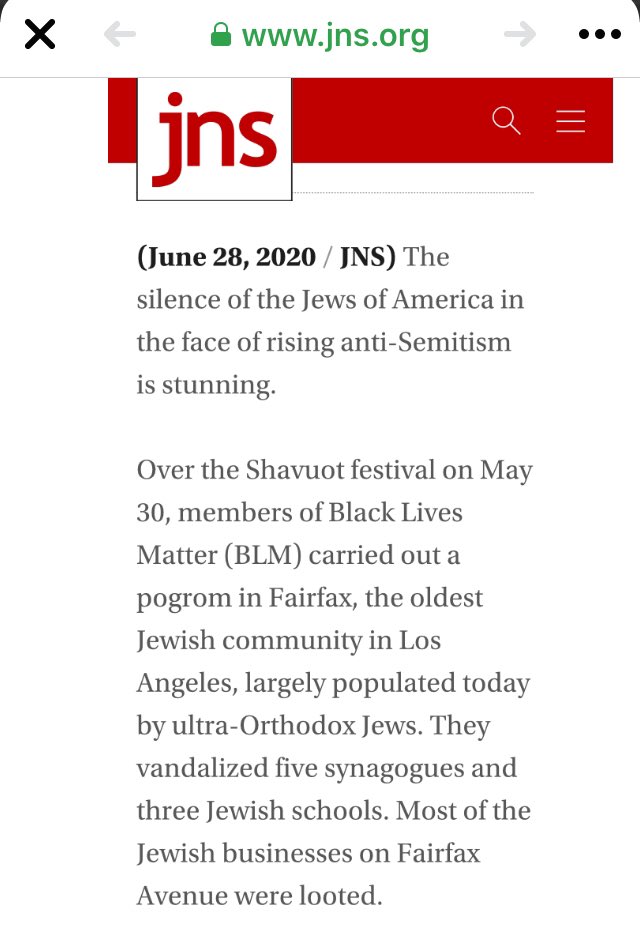 www.jns.org
jns
(June 28, 2020 / JNS) The
silence of the Jews of America in
the face of rising anti-Semitism
is stunning.
Over the Shavuot festival on May
30, members of Black Lives
Matter (BLM) carried out a
pogrom in Fairfax, the oldest
Jewish community in Los
Angeles, largely populated today
by ultra-Orthodox Jews. They
vandalized five synagogues and
three Jewish schools. Most of the
Jewish businesses on Fairfax
Avenue were looted.